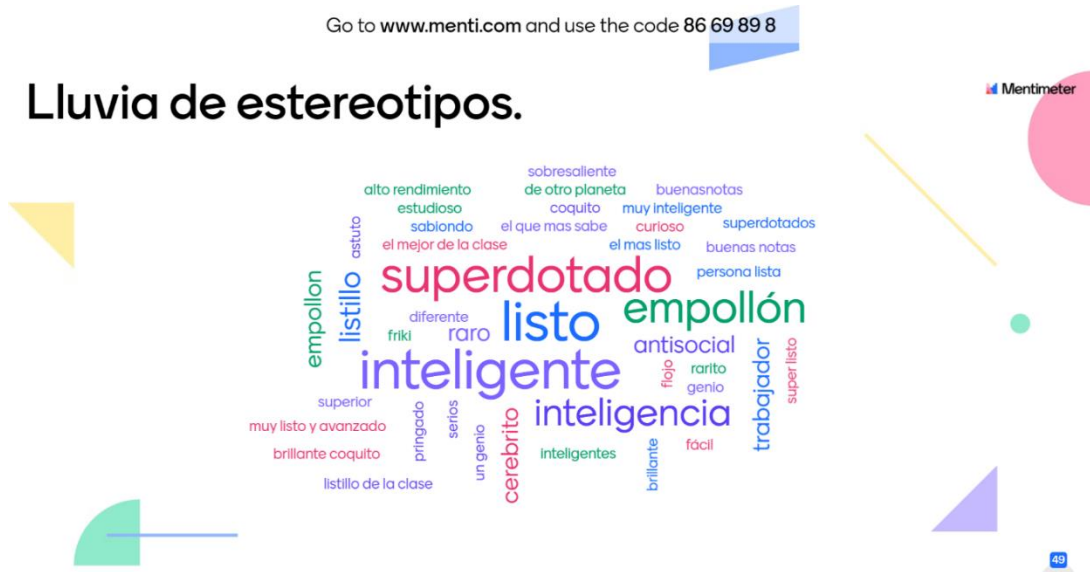 Go to www.menti.com and use the code 86 69 89 8
Lluvia de estereotipos.
Mentimeter
sobresaliente
alto rendimiento
de otro planeta
buenasnotas
estudioso
coquito
muy inteligente
astuto
sabiondo
el que mas sabe
curioso
superdotados
el mejor de la clase
el mas listo
buenas notas
superdotado
persona lista
empollon
listillo
diferente
listo
empollón
friki
raro
antisocial
inteligente
flojo
rarito
trabajador
super listo
genio
superior
inteligencia
muy listo y avanzado
pringado
serios
un genio
cerebrito
brillante coquito
inteligentes
brillante
fácil
listillo de la clase
49